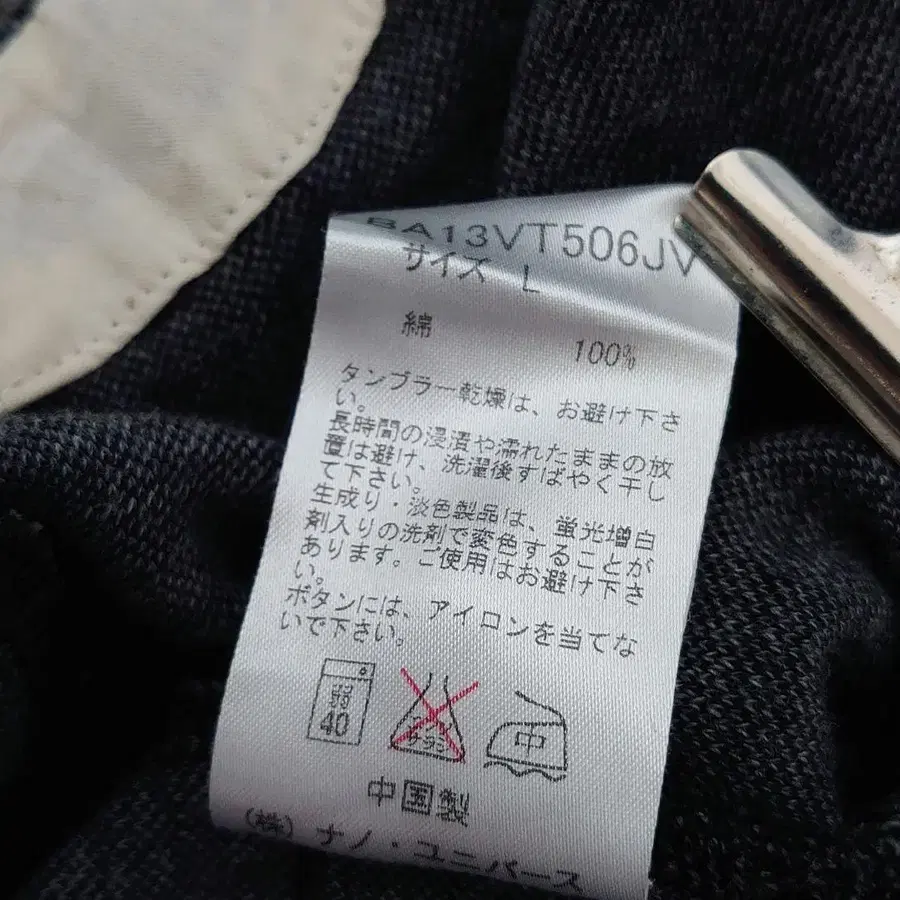 BA13VT506JV
サイズ L
綿 100%
タンブラー乾燥は、お避け下さ
い。
長時間の浸漬や濡れたままの放
置は避け、洗濯後すばやく干し
て下さい。
生成り・淡色製品は、蛍光増白
剤入りの洗剤で変色することが
あります。ご使用はお避け下さ
い。
ボタンには、アイロンを当てな
いで下さい。
弱
40
エンソ
サラシ
中
中国製
(株)ナノ・ユニバース